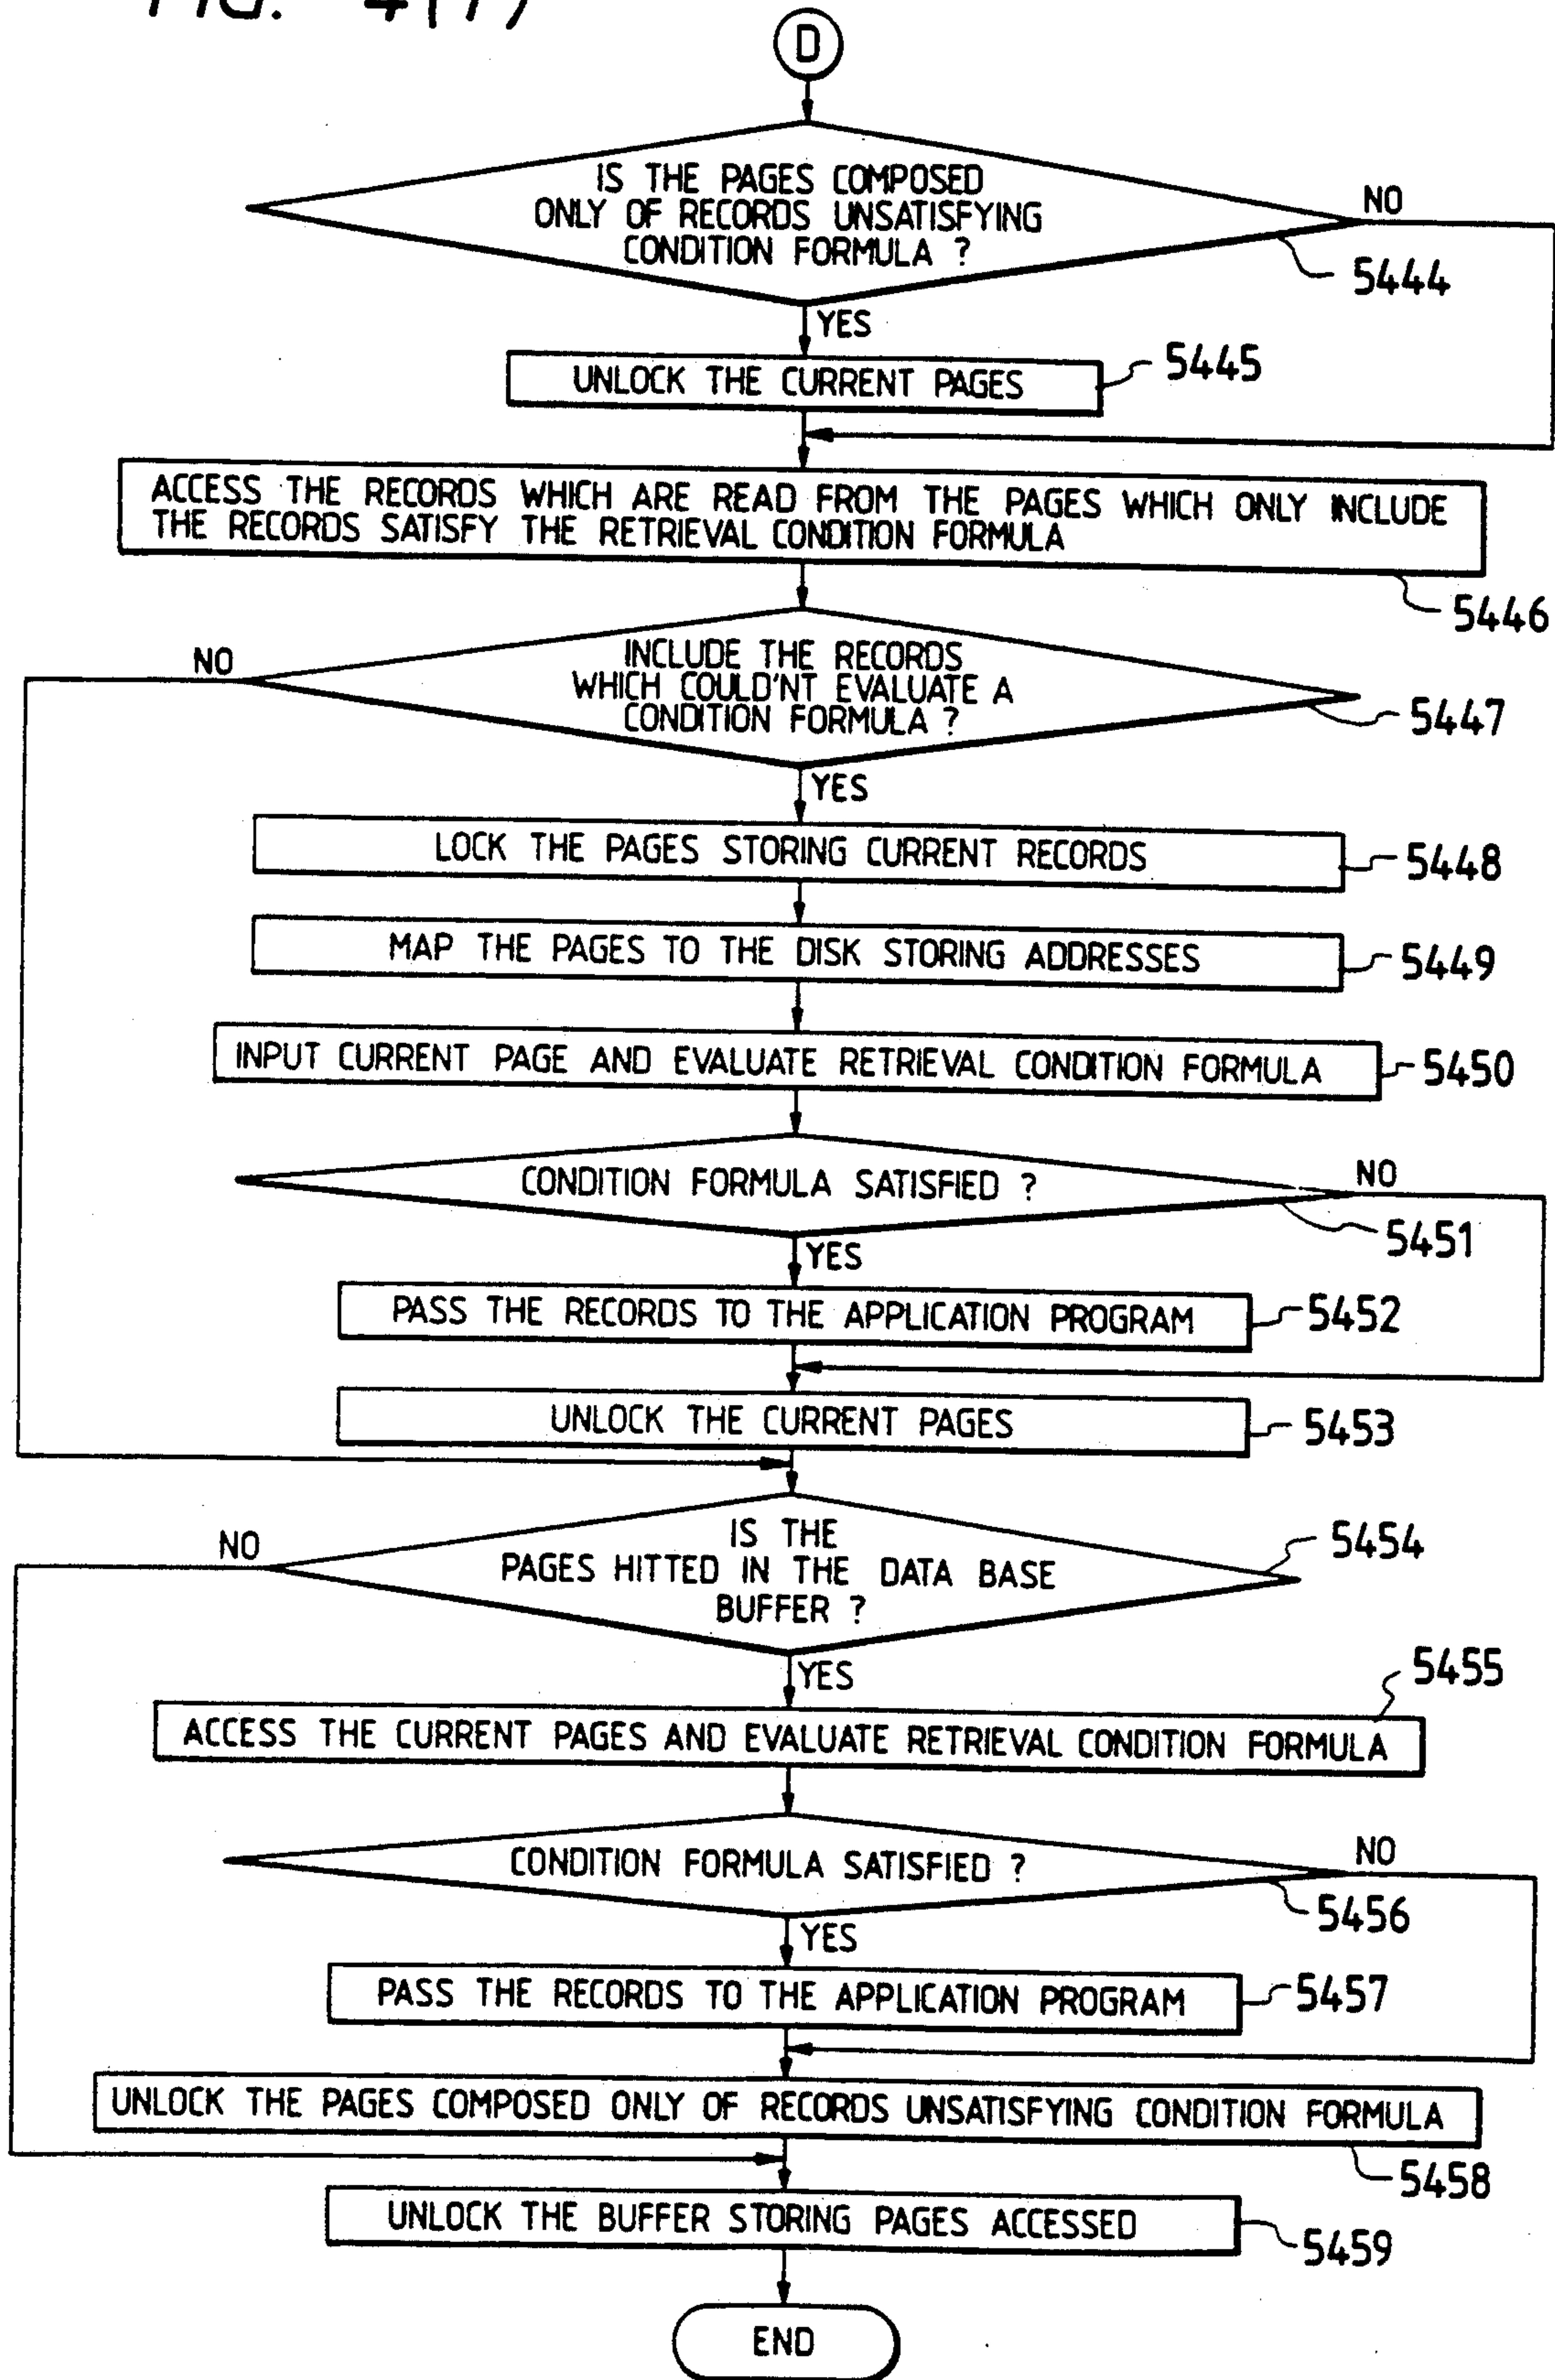 D
IS THE PAGES COMPOSED
ONLY OF RECORDS UNSATISFYING
CONDITION FORMULA ?
NO
5444
YES
UNLOCK THE CURRENT PAGES
5445
ACCESS THE RECORDS WHICH ARE READ FROM THE PAGES WHICH ONLY INCLUDE
THE RECORDS SATISFY THE RETRIEVAL CONDITION FORMULA
5446
NO
INCLUDE THE RECORDS
WHICH COULD'NT EVALUATE A
CONDITION FORMULA ?
5447
YES
LOCK THE PAGES STORING CURRENT RECORDS
5448
MAP THE PAGES TO THE DISK STORING ADDRESSES
5449
INPUT CURRENT PAGE AND EVALUATE RETRIEVAL CONDITION FORMULA
5450
CONDITION FORMULA SATISFIED ?
NO
5451
YES
PASS THE RECORDS TO THE APPLICATION PROGRAM
5452
UNLOCK THE CURRENT PAGES
5453
NO
IS THE
PAGES HITTED IN THE DATA BASE
BUFFER ?
5454
YES
5455
ACCESS THE CURRENT PAGES AND EVALUATE RETRIEVAL CONDITION FORMULA
CONDITION FORMULA SATISFIED ?
NO
5456
YES
PASS THE RECORDS TO THE APPLICATION PROGRAM
5457
UNLOCK THE PAGES COMPOSED ONLY OF RECORDS UNSATISFYING CONDITION FORMULA
5458
UNLOCK THE BUFFER STORING PAGES ACCESSED
5459
END